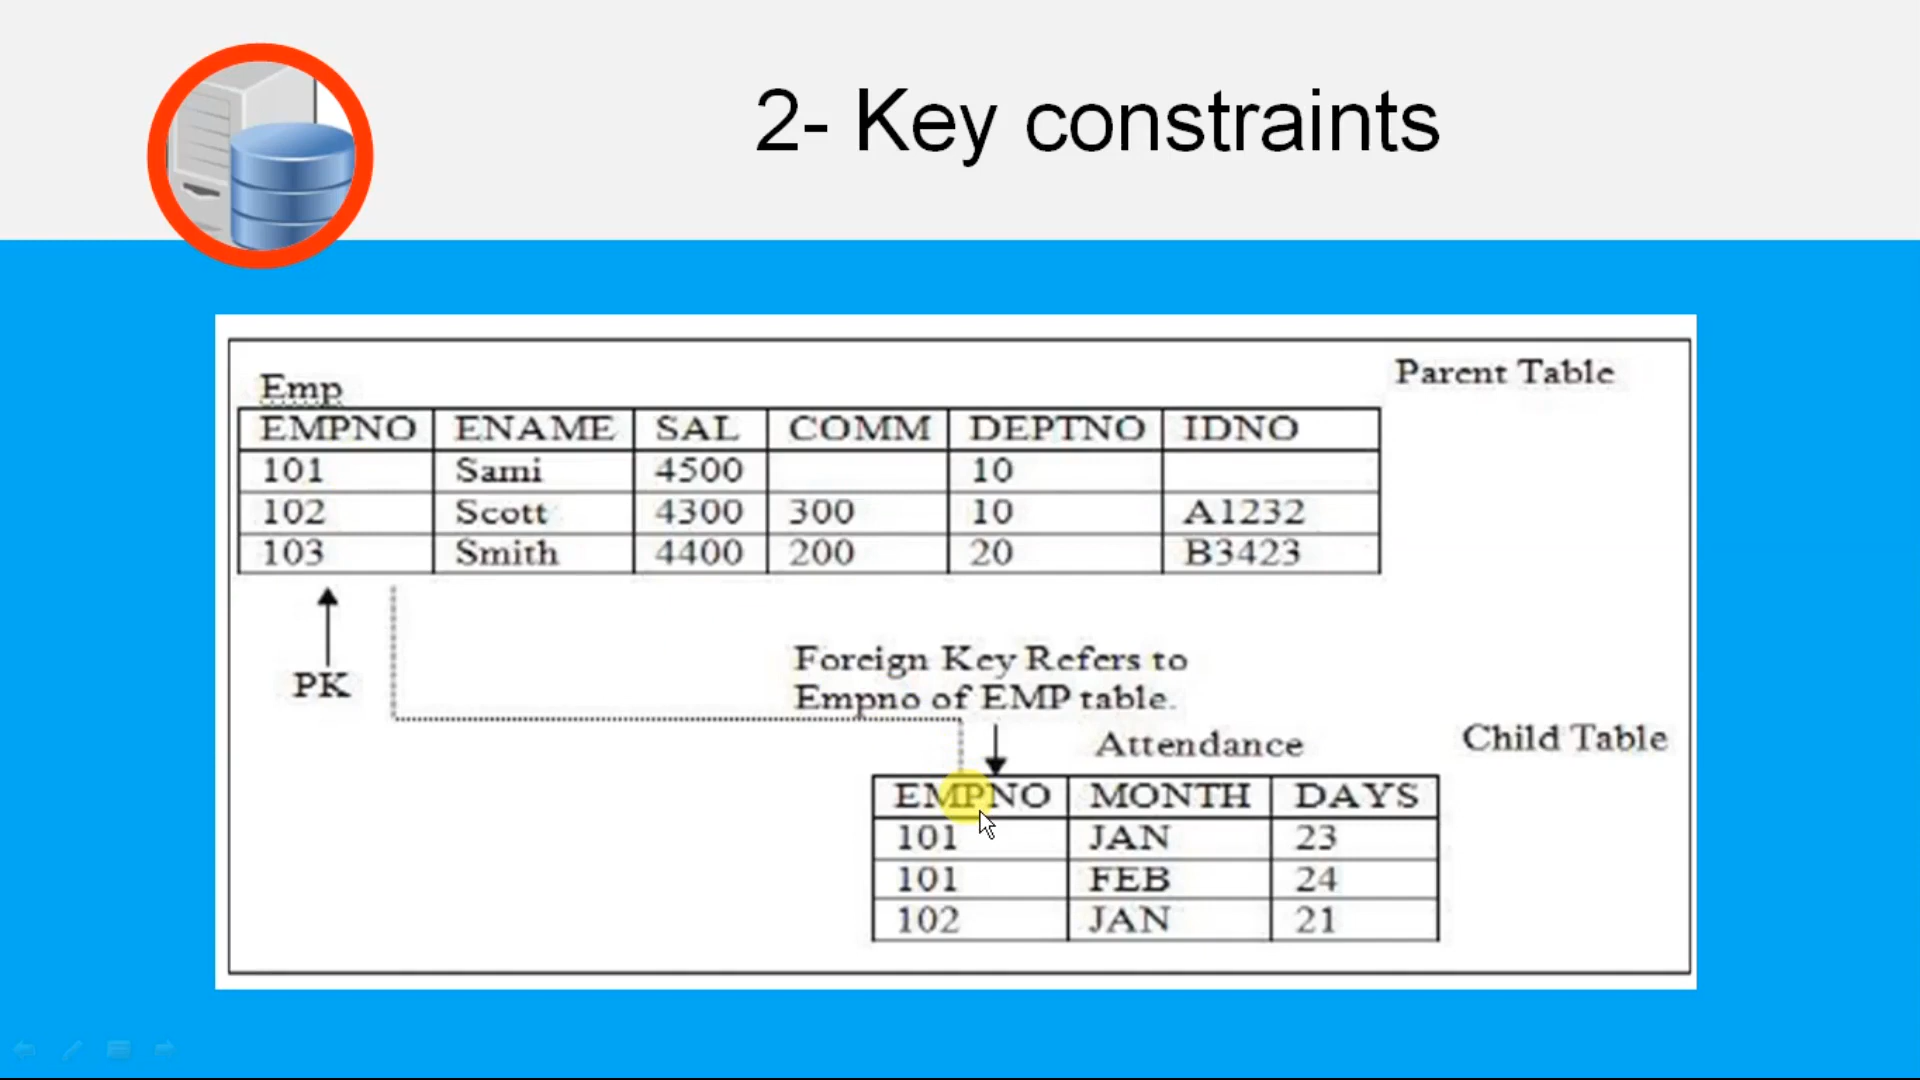 2- Key constraints
Parent Table
Emp
EMPNO ENAME SAL COMM DEPTNO IDNO
101 Sami 4500 10
102 Scott 4300 300 10 A1232
103 Smith 4400 200 20 B3423
PK
Foreign Key Refers to
Empno of EMP table.
Attendance
Child Table
EMPNO MONTH DAYS
101 JAN 23
101 FEB 24
102 JAN 21